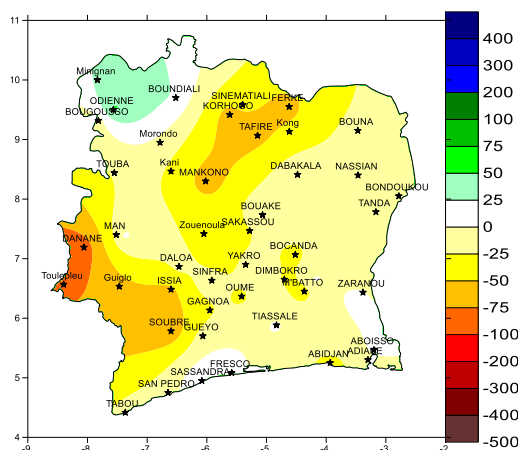 11
400
300
10
Minignan
200
BOUNDIALI
SINEMATIALI
FERKE
ODIENNE
KORHOGO
100
BOUGOUSSO
TAFIRE
Kong
BOUNA
75
9
Morondo
50
TOUBA
Kani
DABAKALA
NASSIAN
MANKONO
25
BONDOUKOU
8
TANDA
BOUAKE
0
MAN
Zouenoula
SAKASSOU
DANANE
BOCANDA
-25
7
DALOA
YAKRO
Toulepleu
Guiglo
SINFRA
DIMBOKRO
-50
ISSIA
OUME
M'BATTO
ZARANOU
GAGNOA
-75
6
SOUBRE
TIASSALE
GUEYO
-100
ABOISSO
ABIDJAN
ADIAKE
FRESCO
-200
5
SASSANDRA
SAN PEDRO
-300
TABOU
-400
4
-500
-9
-8
-7
-6
-5
-4
-3
-2